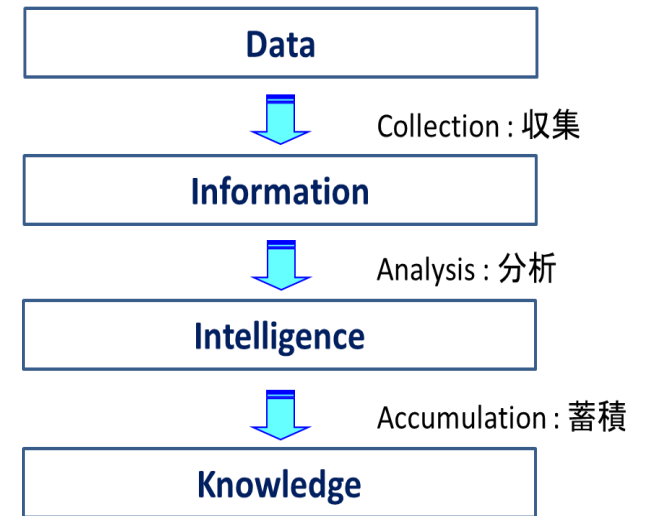 Data
Collection : 収集
Information
Analysis : 分析
Intelligence
Accumulation : 蓄積
Knowledge